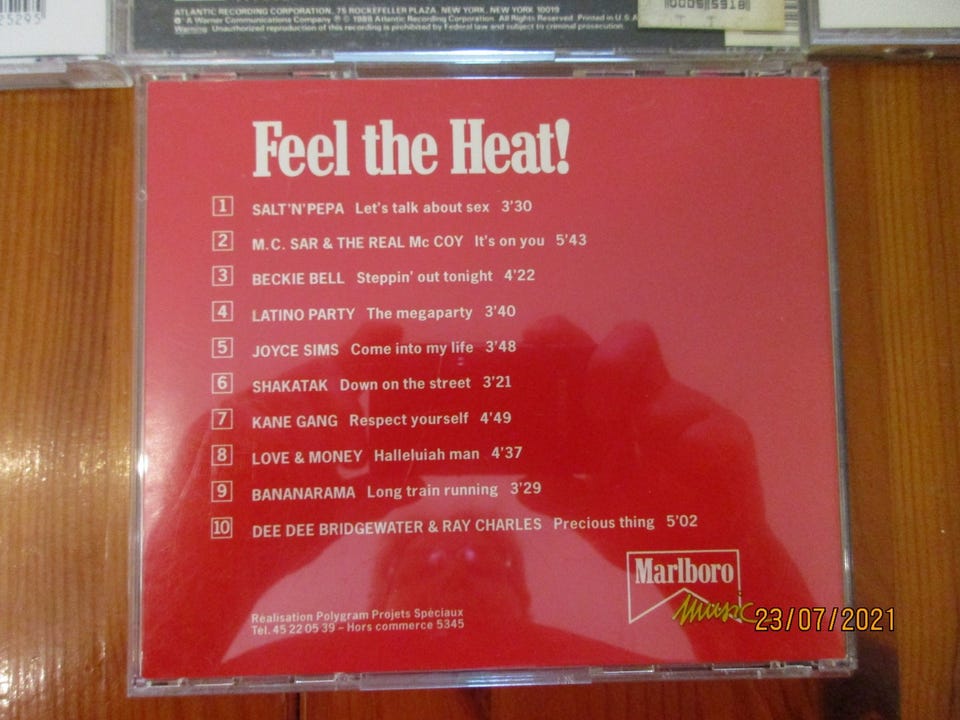 25295
ATLANTIC RECORDING CORPORATION, 75 ROCKEFELLER PLAZA, NEW YORK, NEW YORK 10019
A Warner Communications Company ℗ © 1988 Atlantic Recording Corporation. All Rights Reserved. Printed in U.S.A.
Warning: Unauthorized reproduction of this recording is prohibited by Federal law and subject to criminal prosecution.
Feel the Heat!
1 SALT'N'PEPA Let's talk about sex 3'30
2 M.C. SAR & THE REAL Mc COY It's on you 5'43
3 BECKIE BELL Steppin' out tonight 4'22
4 LATINO PARTY The megaparty 3'40
5 JOYCE SIMS Come into my life 3'48
6 SHAKATAK Down on the street 3'21
7 KANE GANG Respect yourself 4'49
8 LOVE & MONEY Halleluiah man 4'37
9 BANANARAMA Long train running 3'29
10 DEE DEE BRIDGEWATER & RAY CHARLES Precious thing 5'02
Marlboro
Music
Réalisation Polygram Projets Spéciaux
Tél. 45 22 05 39 – Hors commerce 5345
23/07/2021